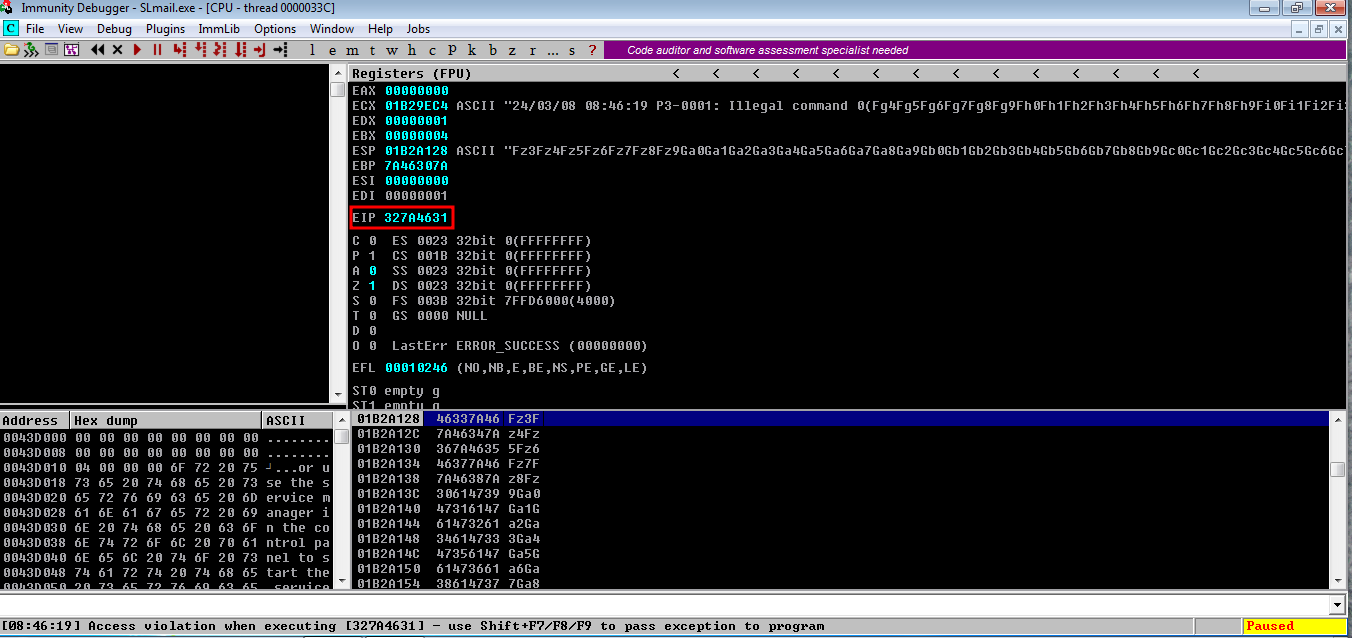 Immunity Debugger - SLmail.exe - [CPU - thread 0000033C]
C File View Debug Plugins ImmLib Options Window Help Jobs
l e m t w h c P k b z r ... s ? Code auditor and software assessment specialist needed
Registers (FPU) < < < < < < < < < < < < < <
EAX 00000000
ECX 01B29EC4 ASCII "24/03/08 08:46:19 P3-0001: Illegal command 0(Fg4Fg5Fg6Fg7Fg8Fg9Fh0Fh1Fh2Fh3Fh4Fh5Fh6Fh7Fh8Fh9Fi0Fi1Fi2Fi
EDX 00000001
EBX 00000004
ESP 01B2A128 ASCII "Fz3Fz4Fz5Fz6Fz7Fz8Fz9Ga0Ga1Ga2Ga3Ga4Ga5Ga6Ga7Ga8Ga9Gb0Gb1Gb2Gb3Gb4Gb5Gb6Gb7Gb8Gb9Gc0Gc1Gc2Gc3Gc4Gc5Gc6Gc
EBP 7A46307A
ESI 00000000
EDI 00000001
EIP 327A4631
C 0 ES 0023 32bit 0(FFFFFFFF)
P 1 CS 001B 32bit 0(FFFFFFFF)
A 0 SS 0023 32bit 0(FFFFFFFF)
Z 1 DS 0023 32bit 0(FFFFFFFF)
S 0 FS 003B 32bit 7FFD6000(4000)
T 0 GS 0000 NULL
D 0
O 0 LastErr ERROR_SUCCESS (00000000)
EFL 00010246 (NO,NB,E,BE,NS,PE,GE,LE)
ST0 empty g
ST1 empty g
Address Hex dump ASCII
0043D000 00 00 00 00 00 00 00 00 ........
0043D008 00 00 00 00 00 00 00 00 ........
0043D010 04 00 00 00 6F 72 20 75 ┘...or u
0043D018 73 65 20 74 68 65 20 73 se the s
0043D020 65 72 76 69 63 65 20 6D ervice m
0043D028 61 6E 61 67 65 72 20 69 anager i
0043D030 6E 20 74 68 65 20 63 6F n the co
0043D038 6E 74 72 6F 6C 20 70 61 ntrol pa
0043D040 6E 65 6C 20 74 6F 20 73 nel to s
0043D048 74 61 72 74 20 74 68 65 tart the
0043D050 20 73 65 72 76 69 63 65 service
01B2A128 46337A46 Fz3F
01B2A12C 7A46347A z4Fz
01B2A130 367A4635 5Fz6
01B2A134 46377A46 Fz7F
01B2A138 7A46387A z8Fz
01B2A13C 30614739 9Ga0
01B2A140 47316147 Ga1G
01B2A144 61473261 a2Ga
01B2A148 34614733 3Ga4
01B2A14C 47356147 Ga5G
01B2A150 61473661 a6Ga
01B2A154 38614737 7Ga8
[08:46:19] Access violation when executing [327A4631] - use Shift+F7/F8/F9 to pass exception to program
Paused